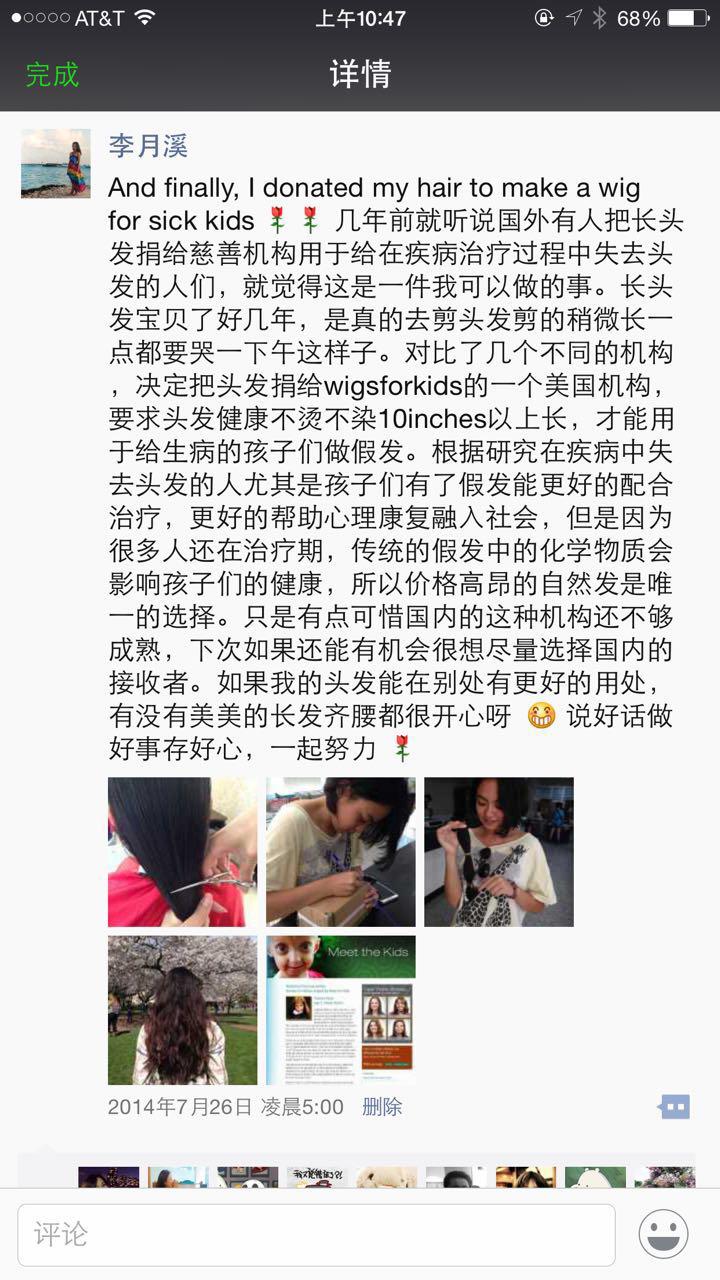 AT&T 上午10:47 68%
完成 详情
李月溪
And finally, I donated my hair to make a wig
for sick kids 🌹 🌹 几年前就听说国外有人把长头
发捐给慈善机构用于给在疾病治疗过程中失去头
发的人们，就觉得这是一件我可以做的事。长头
发宝贝了好几年，是真的去剪头发剪的稍微长一
点都要哭一下午这样子。对比了几个不同的机构
，决定把头发捐给wigsforkids的一个美国机构，
要求头发健康不烫不染10inches以上长，才能用
于给生病的孩子们做假发。根据研究在疾病中失
去头发的人尤其是孩子们有了假发能更好的配合
治疗，更好的帮助心理康复融入社会，但是因为
很多人还在治疗期，传统的假发中的化学物质会
影响孩子们的健康，所以价格高昂的自然发是唯
一的选择。只是有点可惜国内的这种机构还不够
成熟，下次如果还能有机会很想尽量选择国内的
接收者。如果我的头发能在别处有更好的用处，
有没有美美的长发齐腰都很开心呀 😁 说好话做
好事存好心，一起努力 🌹
Meet the Kids
2014年7月26日 凌晨5:00 删除
评论